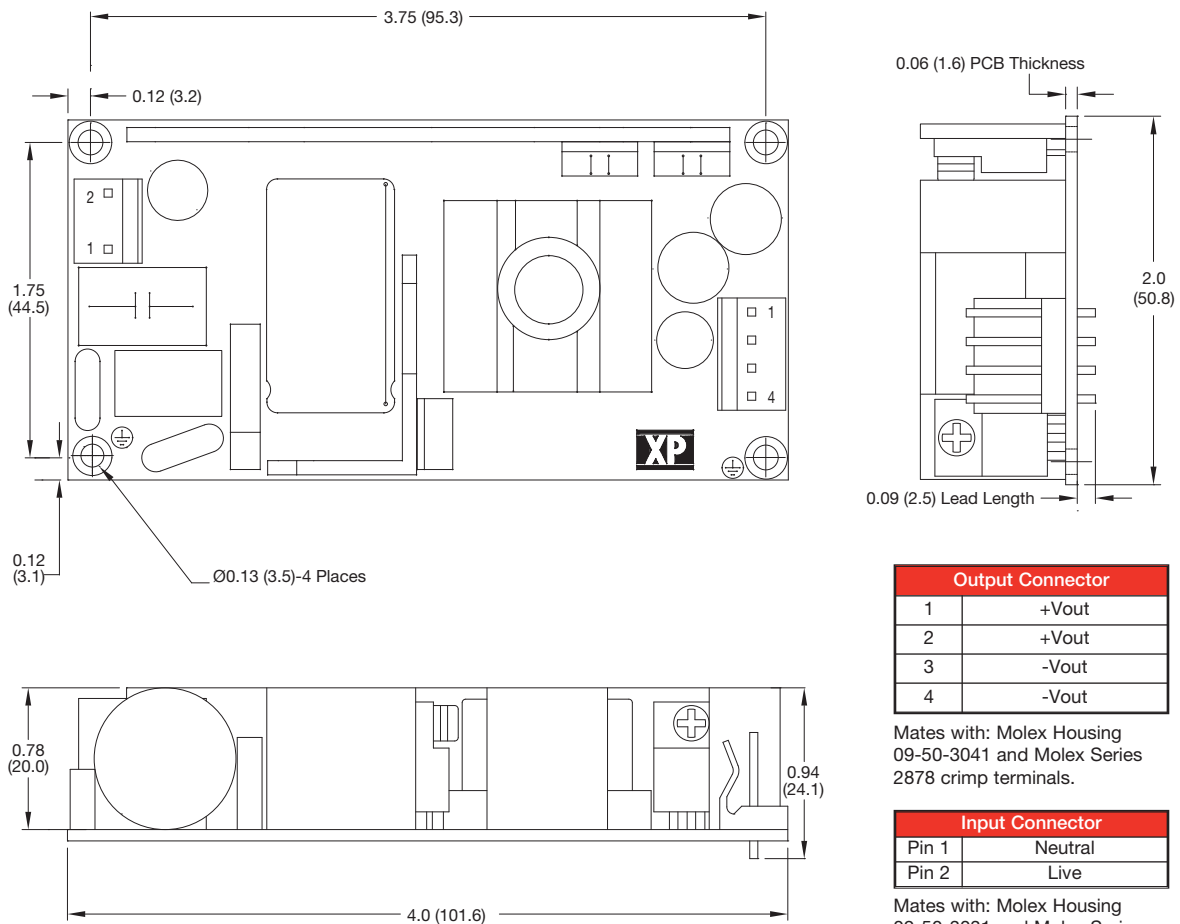 3.75 (95.3)
0.12 (3.2)
0.06 (1.6) PCB Thickness
2
1
1.75
(44.5)
1
4
XP
2.0
(50.8)
0.09 (2.5) Lead Length
0.12
(3.1)
Ø0.13 (3.5)-4 Places
Output Connector
1 +Vout
2 +Vout
3 -Vout
4 -Vout
Mates with: Molex Housing
09-50-3041 and Molex Series
2878 crimp terminals.
0.78
(20.0)
0.94
(24.1)
4.0 (101.6)
Input Connector
Pin 1 Neutral
Pin 2 Live
Mates with: Molex Housing